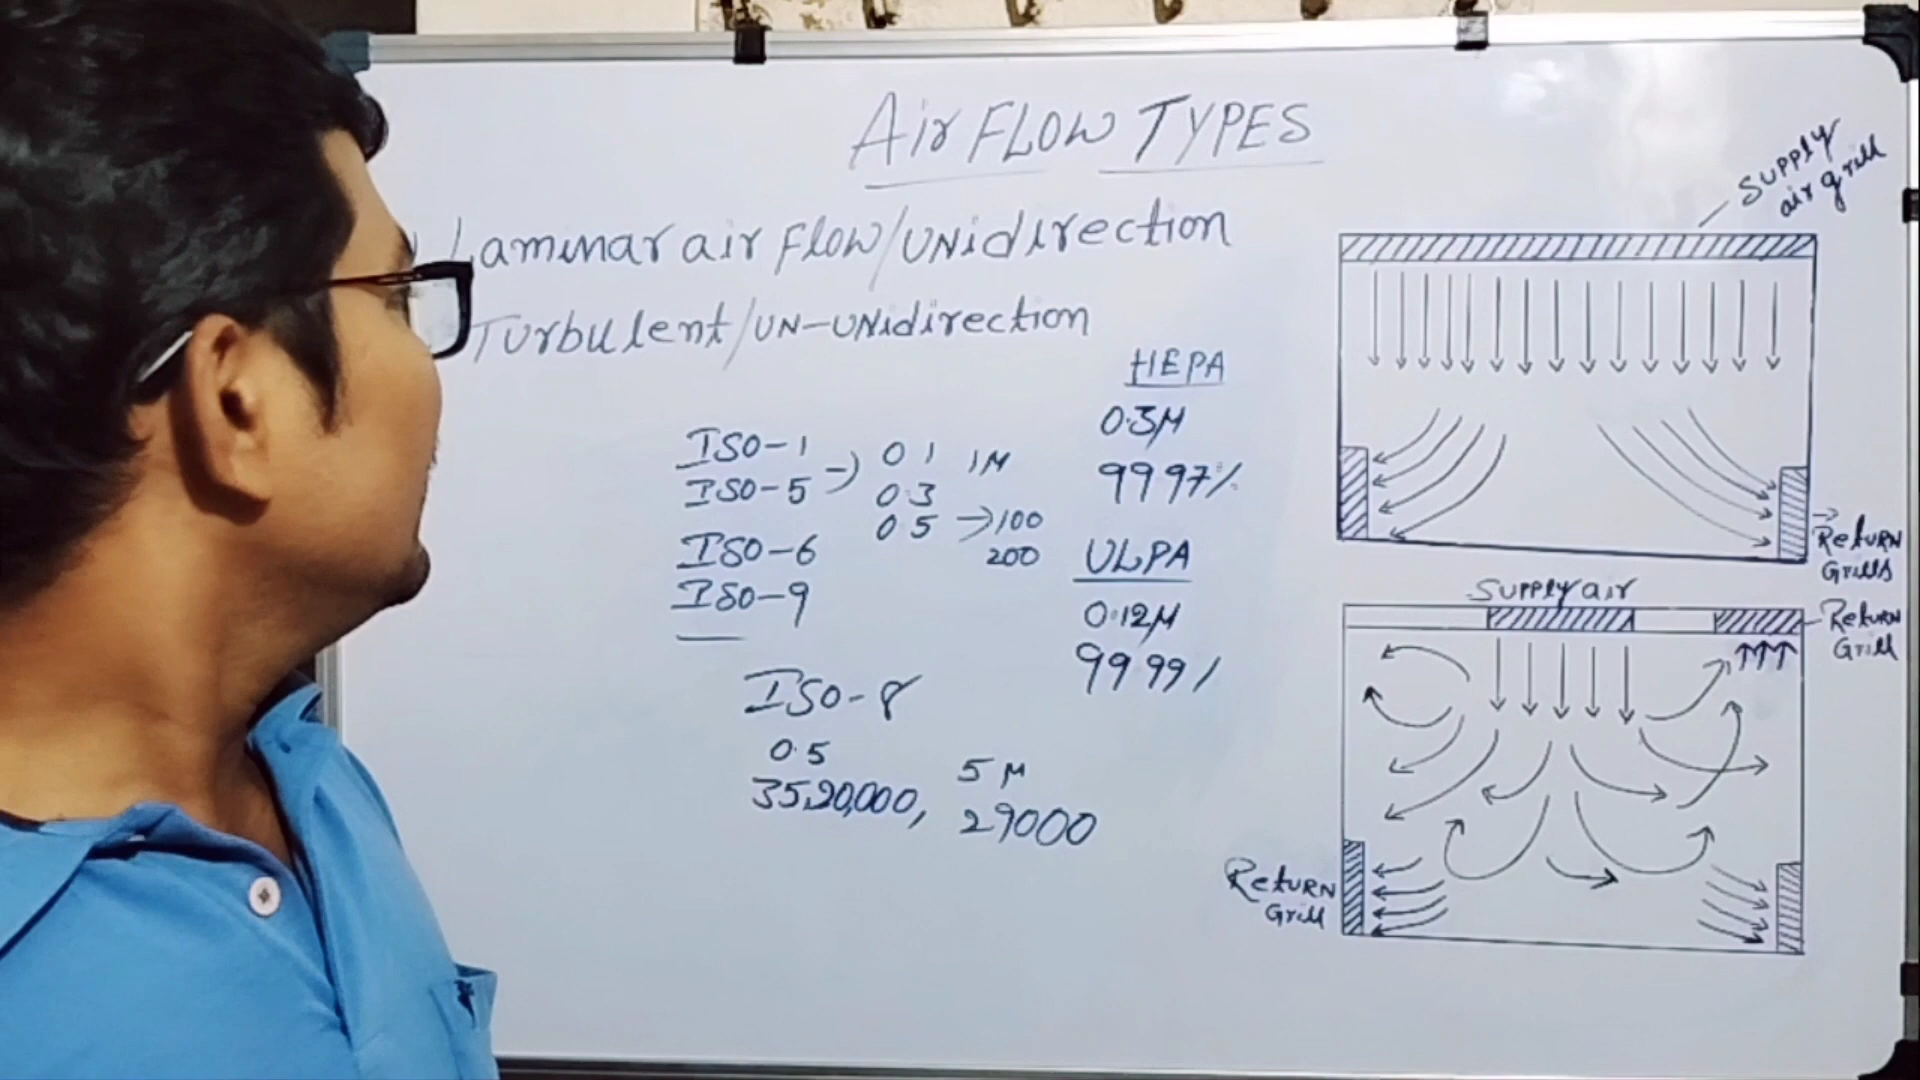 Air FLOW TYPES
Laminar air Flow/UNidirection
Turbulent/UN-UNidirection
ISO-1
ISO-5 → 0.1 1M
0.3
0.5 → 100
200
ISO-6
ISO-9
HEPA
0.3M
99.97%
ULPA
0.12M
99 99/
ISO-8
0.5
35,20,000,
5 M
29000
SUPPly
air grill
Return
Grills
Supply air
Return
Grill
Return
Grill